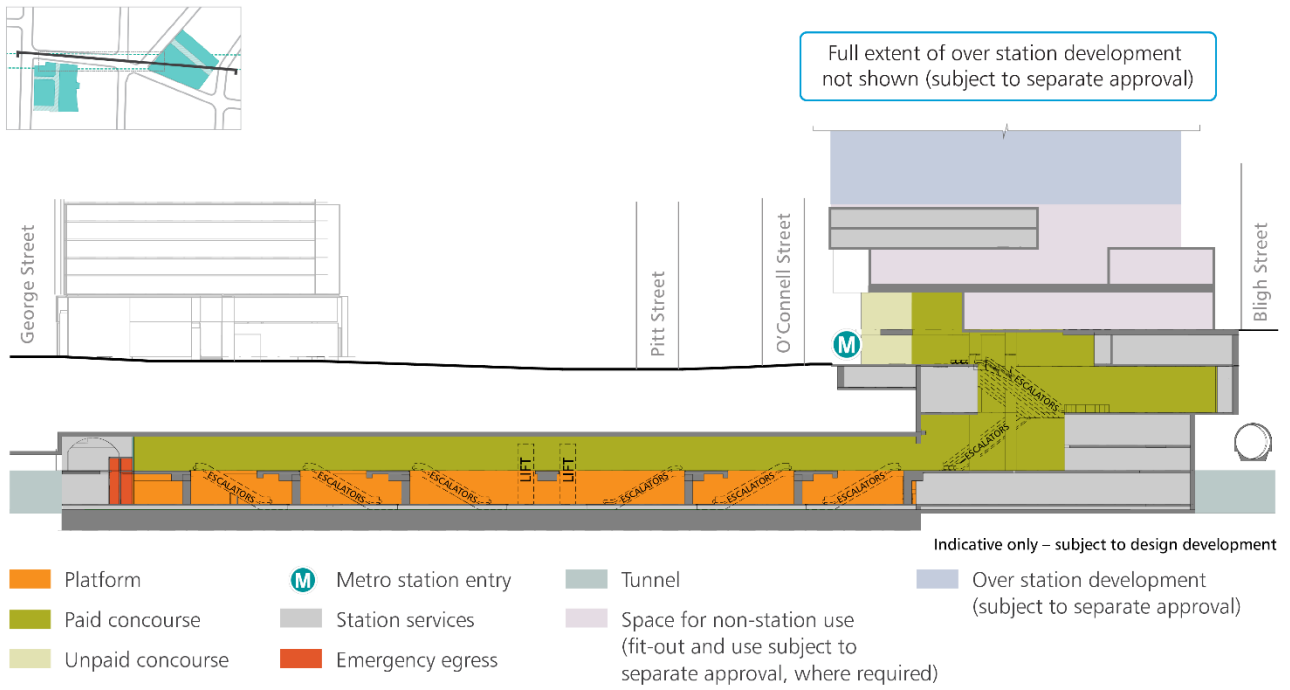 Full extent of over station development
not shown (subject to separate approval)
George Street
Pitt Street
O'Connell Street
Bligh Street
M
ESCALATORS
ESCALATORS
ESCALATORS
ESCALATORS
ESCALATORS
LIFT
LIFT
ESCALATORS
ESCALATORS
ESCALATORS
Indicative only – subject to design development
Platform
Paid concourse
Unpaid concourse
M Metro station entry
Station services
Emergency egress
Tunnel
Space for non-station use
(fit-out and use subject to
separate approval, where required)
Over station development
(subject to separate approval)